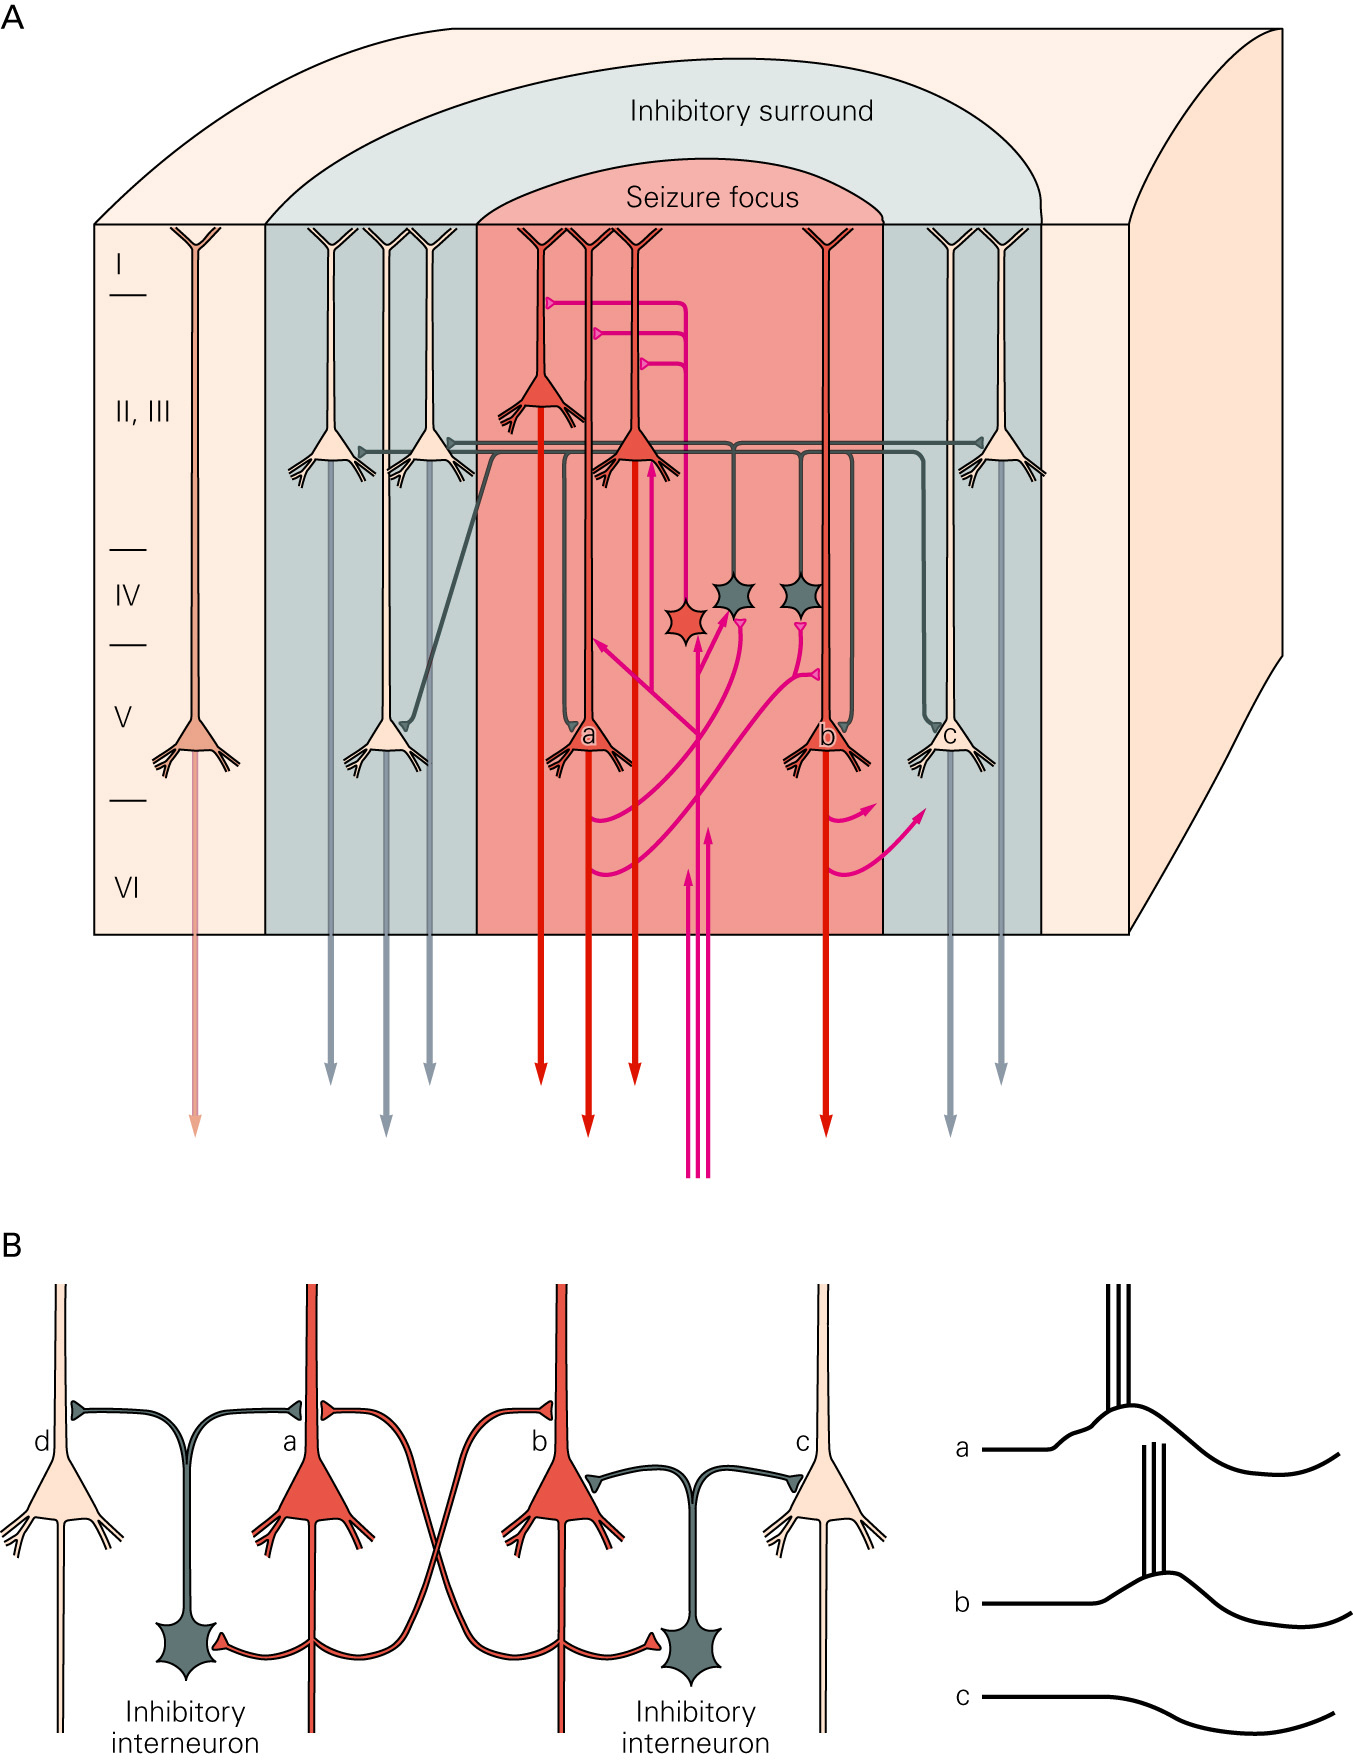 A
Inhibitory surround
Seizure focus
I
II, III
IV
V
a
b
c
VI
B
d
a
b
c
a
b
c
Inhibitory
interneuron
Inhibitory
interneuron